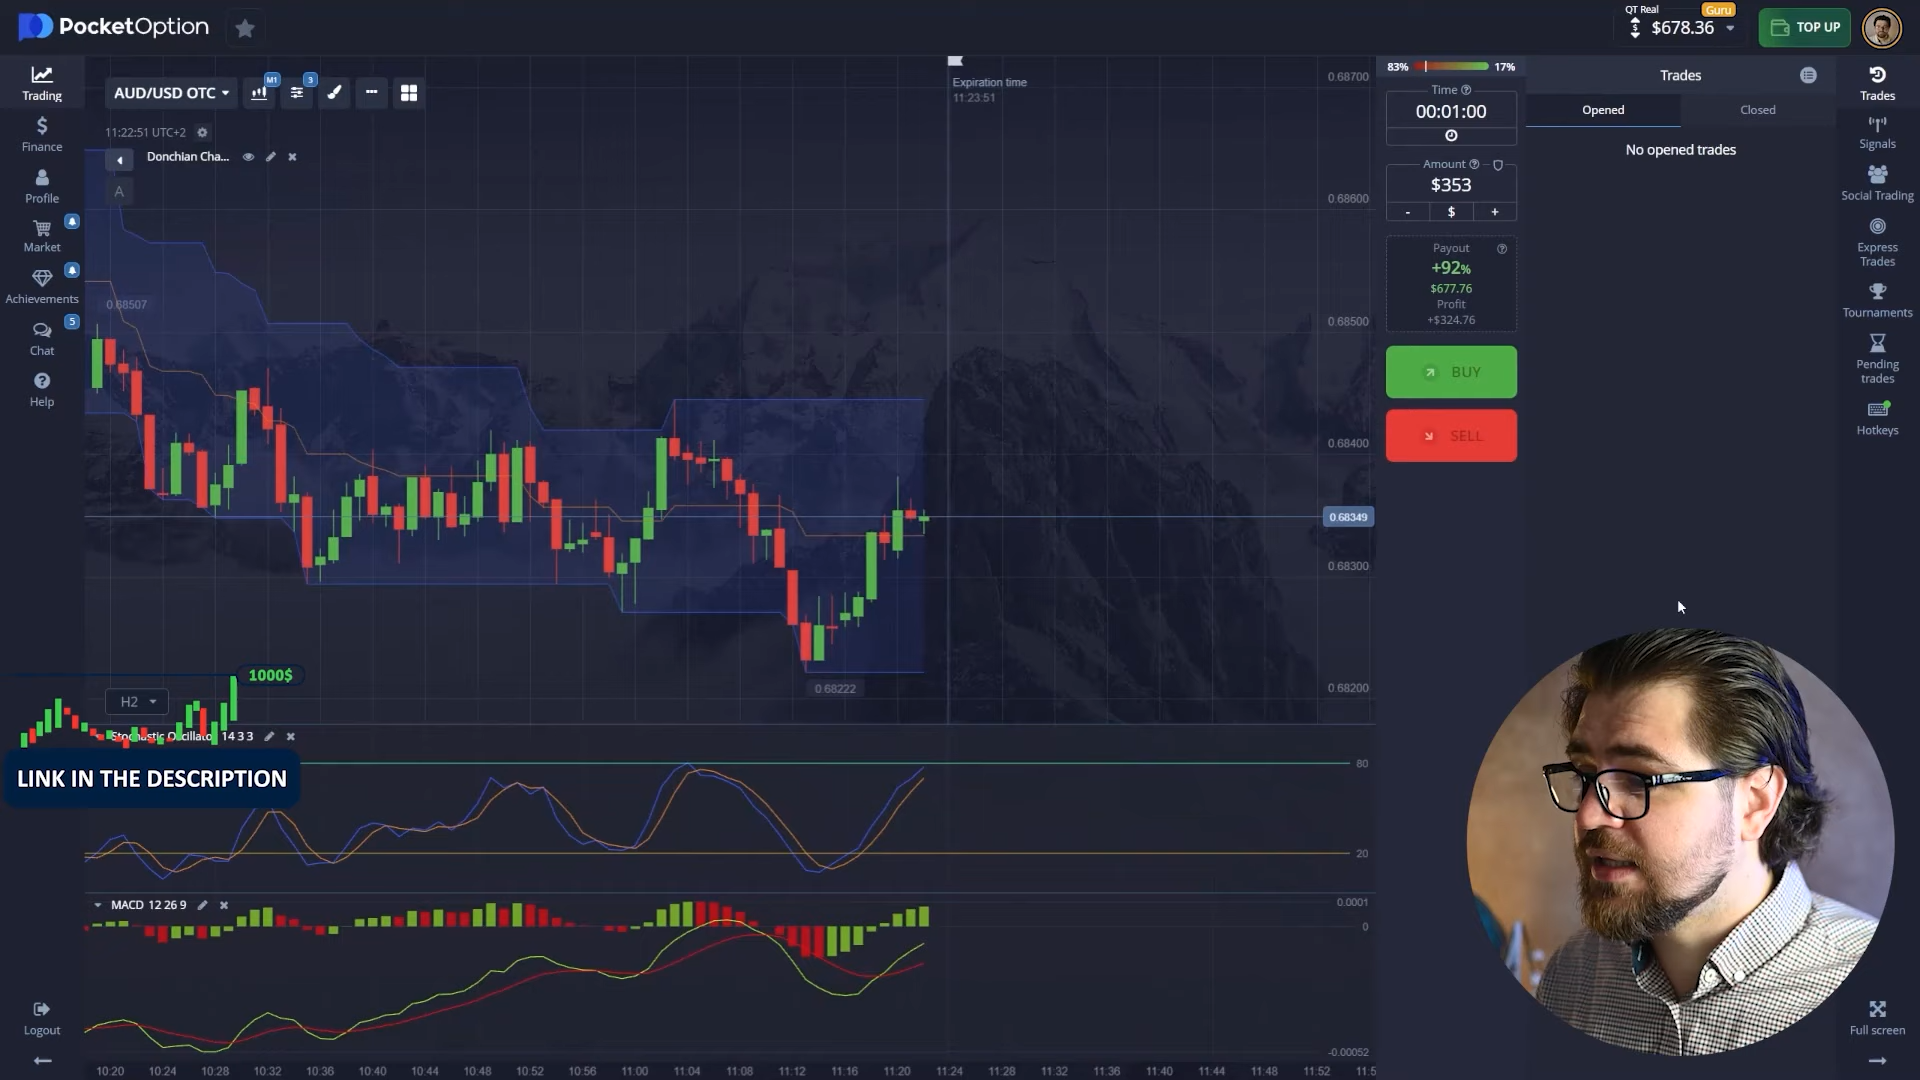 PocketOption
QT Real
Guru
$678.36
TOP UP
Trading
Finance
Profile
Market
Achievements
5
Chat
Help
Logout
AUD/USD OTC
M1
3
11:22:51 UTC+2
Donchian Cha...
A
0.68507
Expiration time
11:23:51
0.68700
0.68600
0.68500
0.68400
0.68349
0.68300
0.68200
0.68222
1000$
H2
Stochastic Oscillator 14 3 3
LINK IN THE DESCRIPTION
80
20
MACD 12 26 9
0.0001
0
-0.00052
10:20 10:24 10:28 10:32 10:36 10:40 10:44 10:48 10:52 10:56 11:00 11:04 11:08 11:12 11:16 11:20 11:24 11:28 11:32 11:36 11:40 11:44 11:48 11:52 11:5
83% 17%
Time
00:01:00
Amount
$353
- $ +
Payout
+92%
$677.76
Profit
+$324.76
BUY
SELL
Trades
Opened
Closed
No opened trades
Trades
Signals
Social Trading
Express
Trades
Tournaments
Pending
trades
Hotkeys
Full screen